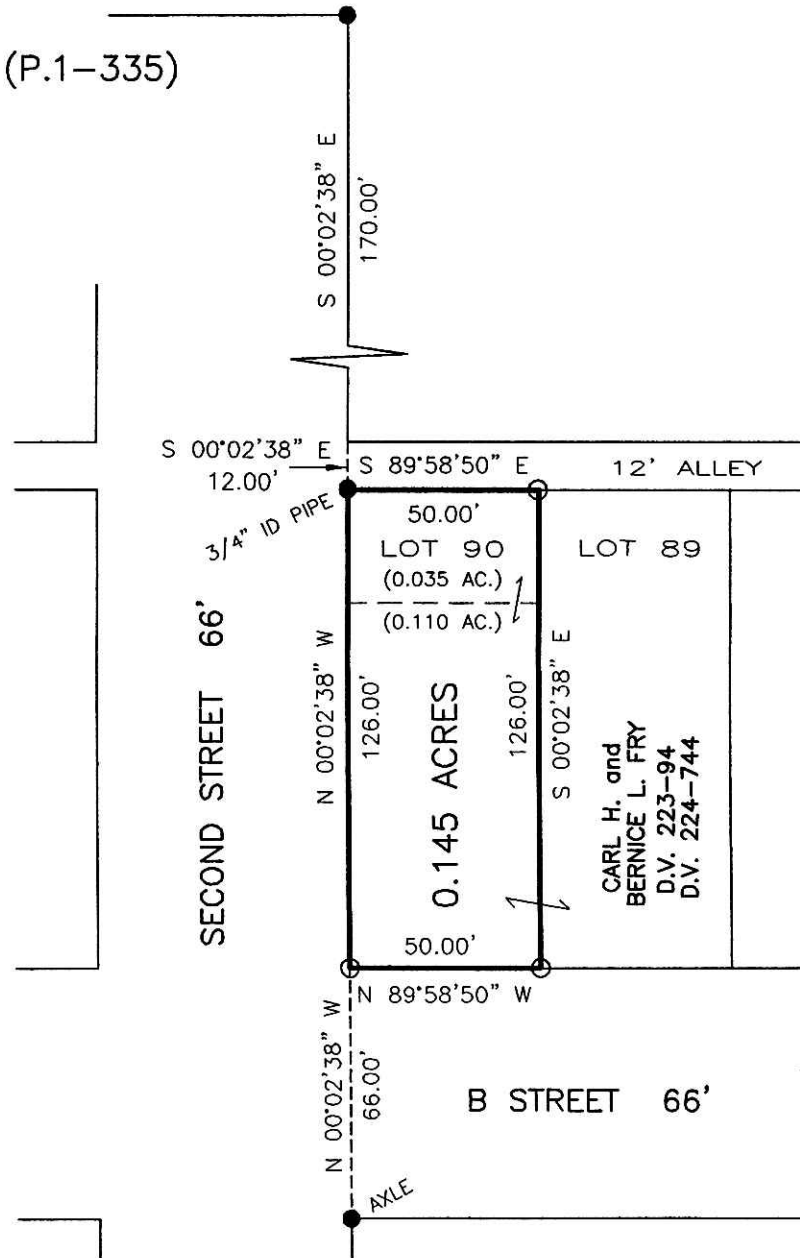 (P.1-335)
S 00°02'38" E
170.00'
S 00°02'38" E
12.00'
S 89°58'50" E
12' ALLEY
3/4" ID PIPE
50.00'
LOT 90
LOT 89
(0.035 AC.)
(0.110 AC.)
SECOND STREET 66'
N 00°02'38" W
126.00'
0.145 ACRES
126.00'
S 00°02'38" E
CARL H. and
BERNICE L. FRY
D.V. 223-94
D.V. 224-744
50.00'
N 89°58'50" W
N 00°02'38" W
66.00'
B STREET 66'
AXLE